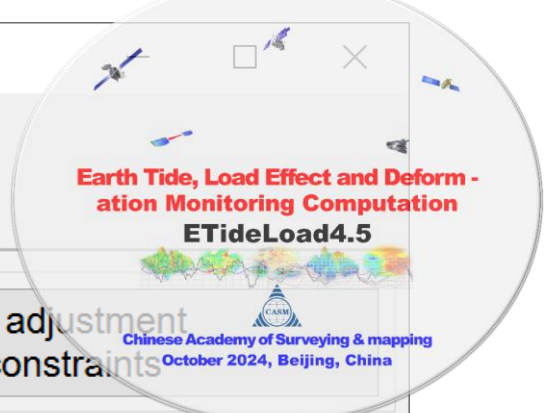 Earth Tide, Load Effect and Deform -
ation Monitoring Computation
ETideLoad4.5
CASM
adjustment
Chinese Academy of Surveying & mapping
constraints
October 2024, Beijing, China